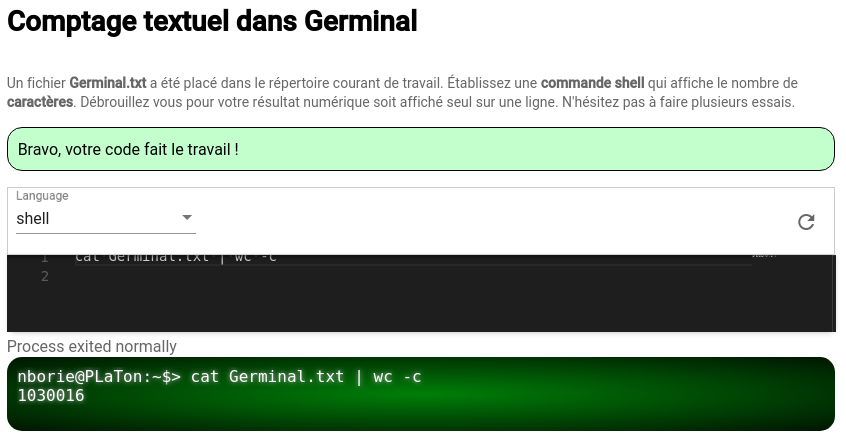 Comptage textuel dans Germinal
Un fichier Germinal.txt a été placé dans le répertoire courant de travail. Établissez une commande shell qui affiche le nombre de
caractères. Débrouillez vous pour votre résultat numérique soit affiché seul sur une ligne. N'hésitez pas à faire plusieurs essais.
Bravo, votre code fait le travail !
Language
shell
1 cat Germinal.txt | wc -c
2
Process exited normally
nborie@PLaTon:~$> cat Germinal.txt | wc -c
1030016